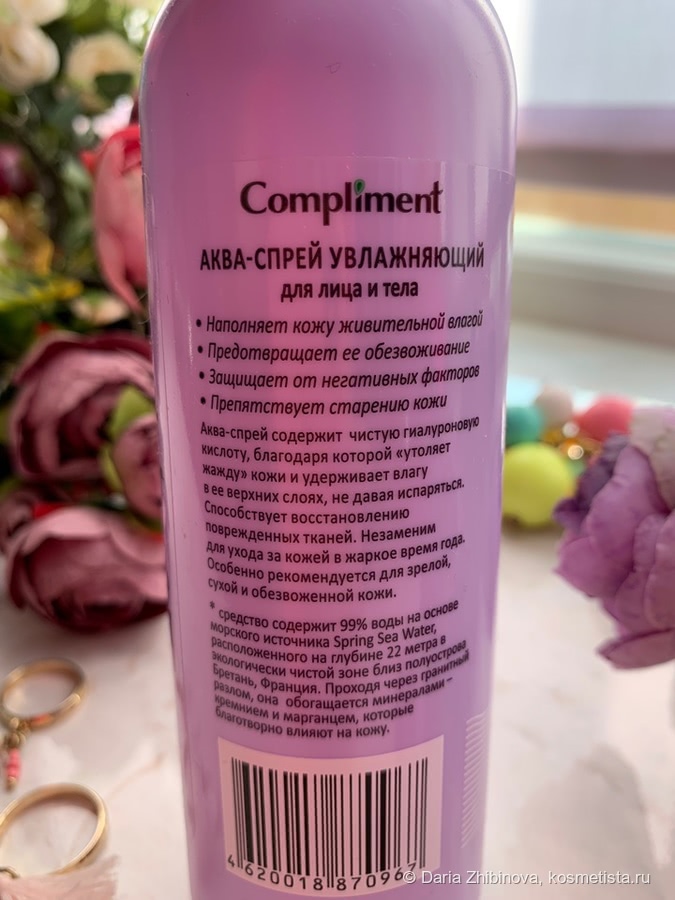 Compliment
АКВА-СПРЕЙ УВЛАЖНЯЮЩИЙ
для лица и тела
• Наполняет кожу живительной влагой
• Предотвращает ее обезвоживание
• Защищает от негативных факторов
• Препятствует старению кожи
Аква-спрей содержит чистую гиалуроновую
кислоту, благодаря которой «утоляет
жажду» кожи и удерживает влагу
в ее верхних слоях, не давая испаряться.
Способствует восстановлению
поврежденных тканей. Незаменим
для ухода за кожей в жаркое время года.
Особенно рекомендуется для зрелой,
сухой и обезвоженной кожи.
* средство содержит 99% воды на основе
морского источника Spring Sea Water,
расположенного на глубине 22 метра в
экологически чистой зоне близ полуострова
Бретань, Франция. Проходя через гранитный
разлом, она обогащается минералами –
кремнием и марганцем, которые
благотворно влияют на кожу.
4 620018 870967
© Daria Zhibinova, kosmetista.ru